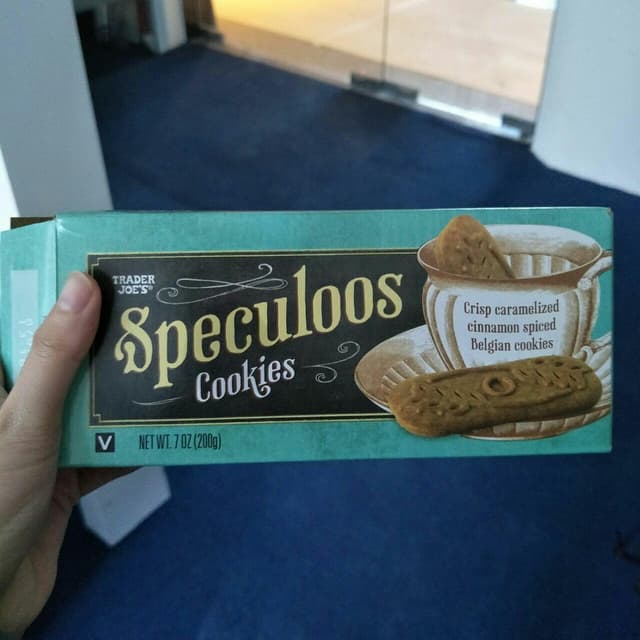 TRADER
JOE'S®
Speculoos
Cookies
Crisp caramelized
cinnamon spiced
Belgian cookies
V
NET WT. 7 OZ (200g)